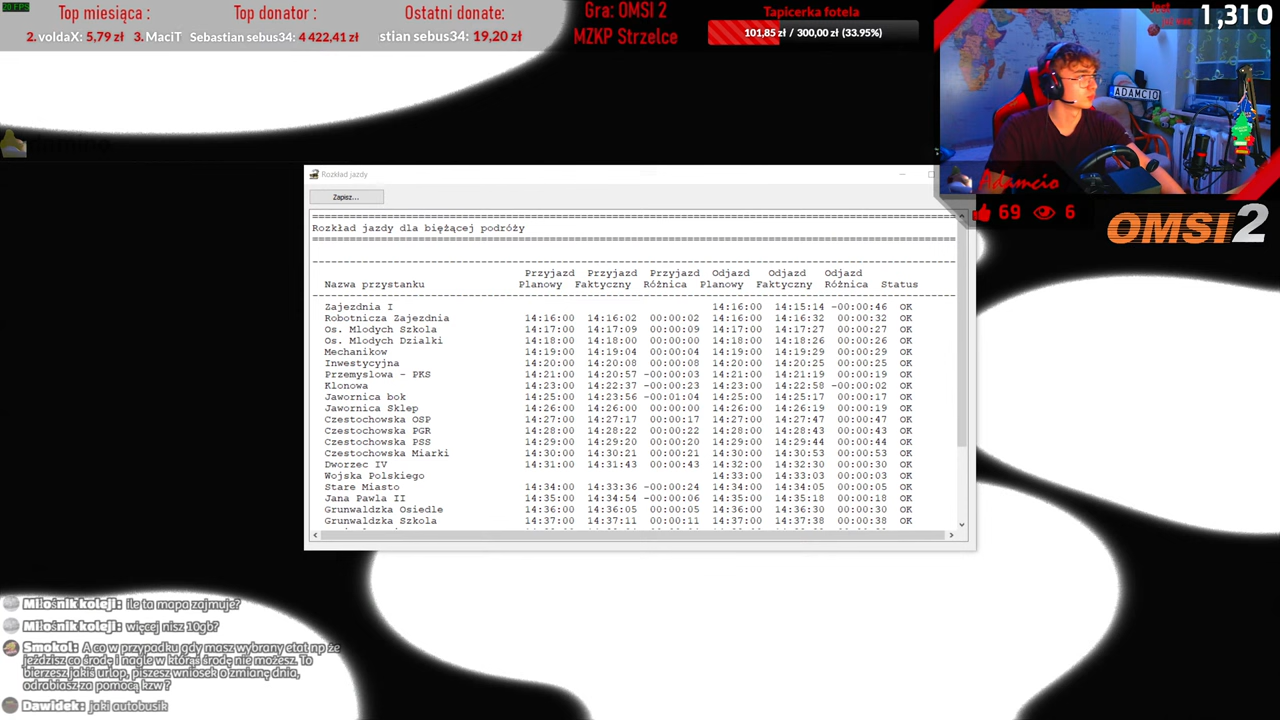 20 FPS
Top miesiąca :
2. voldaX: 5,79 zł 3. MaciT
Top donator :
Sebastian sebus34: 4 422,41 zł
Ostatni donate:
stian sebus34: 19,20 zł
Gra: OMSI 2
MZKP Strzelce
Tapicerka fotela
101,85 zł / 300,00 zł (33.95%)
1,310
ADAMCIO
Adamcio
69 6
OMSI 2
Rozkład jazdy
Zapisz...
Rozkład jazdy dla bieżącej podróży
Przyjazd Przyjazd Przyjazd Odjazd Odjazd Odjazd
Nazwa przystanku Planowy Faktyczny Różnica Planowy Faktyczny Różnica Status
Zajezdnia I 14:16:00 14:15:14 -00:00:46 OK
Robotnicza Zajezdnia 14:16:00 14:16:02 00:00:02 14:16:00 14:16:32 00:00:32 OK
Os. Mlodych Szkola 14:17:00 14:17:09 00:00:09 14:17:00 14:17:27 00:00:27 OK
Os. Mlodych Dzialki 14:18:00 14:18:00 00:00:00 14:18:00 14:18:26 00:00:26 OK
Mechanikow 14:19:00 14:19:04 00:00:04 14:19:00 14:19:29 00:00:29 OK
Inwestycyjna 14:20:00 14:20:08 00:00:08 14:20:00 14:20:25 00:00:25 OK
Przemyslowa - PKS 14:21:00 14:20:57 -00:00:03 14:21:00 14:21:19 00:00:19 OK
Klonowa 14:23:00 14:22:37 -00:00:23 14:23:00 14:22:58 -00:00:02 OK
Jawornica bok 14:25:00 14:23:56 -00:01:04 14:25:00 14:25:17 00:00:17 OK
Jawornica Sklep 14:26:00 14:26:00 00:00:00 14:26:00 14:26:19 00:00:19 OK
Czestochowska OSP 14:27:00 14:27:17 00:00:17 14:27:00 14:27:47 00:00:47 OK
Czestochowska PGR 14:28:00 14:28:22 00:00:22 14:28:00 14:28:43 00:00:43 OK
Czestochowska PSS 14:29:00 14:29:20 00:00:20 14:29:00 14:29:44 00:00:44 OK
Czestochowska Miarki 14:30:00 14:30:21 00:00:21 14:30:00 14:30:53 00:00:53 OK
Dworzec IV 14:31:00 14:31:43 00:00:43 14:32:00 14:32:30 00:00:30 OK
Wojska Polskiego 14:33:00 14:33:03 00:00:03 OK
Stare Miasto 14:34:00 14:33:36 -00:00:24 14:34:00 14:34:05 00:00:05 OK
Jana Pawla II 14:35:00 14:34:54 -00:00:06 14:35:00 14:35:18 00:00:18 OK
Grunwaldzka Osiedle 14:36:00 14:36:05 00:00:05 14:36:00 14:36:30 00:00:30 OK
Grunwaldzka Szkola 14:37:00 14:37:11 00:00:11 14:37:00 14:37:38 00:00:38 OK
Miłośnik koleji: ile ta mapa zajmuje?
Miłośnik koleji: więcej nisz 10gb?
Smokot: A co w przypadku gdy masz wybrany etat np że
jeździsz co środę i nagle w którąś środę nie możesz. To
bierzesz jakiś urlop, piszesz wniosek o zmianę dnia,
odrabiasz za pomocą kzw ?
Dawidek: jaki autobusik